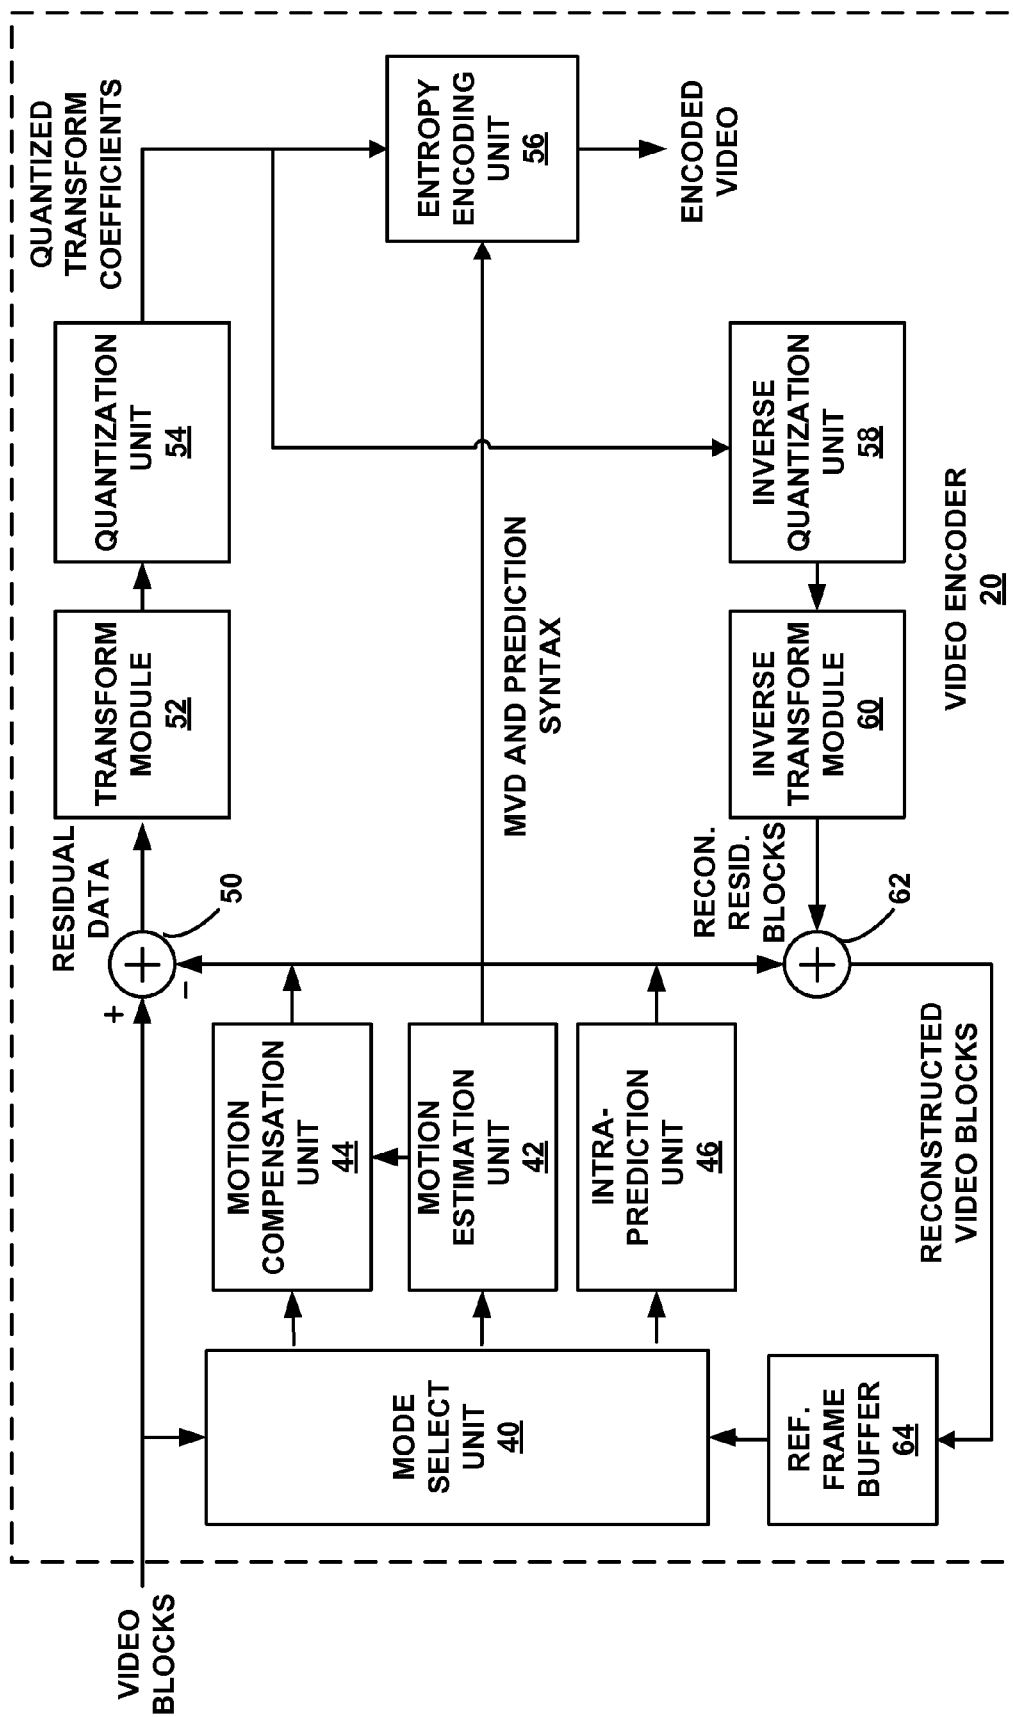 VIDEO
BLOCKS
+
−
50
RESIDUAL
DATA
TRANSFORM
MODULE
52
QUANTIZATION
UNIT
54
QUANTIZED
TRANSFORM
COEFFICIENTS
MODE
SELECT
UNIT
40
MOTION
COMPENSATION
UNIT
44
MOTION
ESTIMATION
UNIT
42
INTRA-
PREDICTION
UNIT
46
MVD AND PREDICTION
SYNTAX
ENTROPY
ENCODING
UNIT
56
ENCODED
VIDEO
REF.
FRAME
BUFFER
64
RECONSTRUCTED
VIDEO BLOCKS
62
RECON.
RESID.
BLOCKS
INVERSE
TRANSFORM
MODULE
60
INVERSE
QUANTIZATION
UNIT
58
VIDEO ENCODER
20